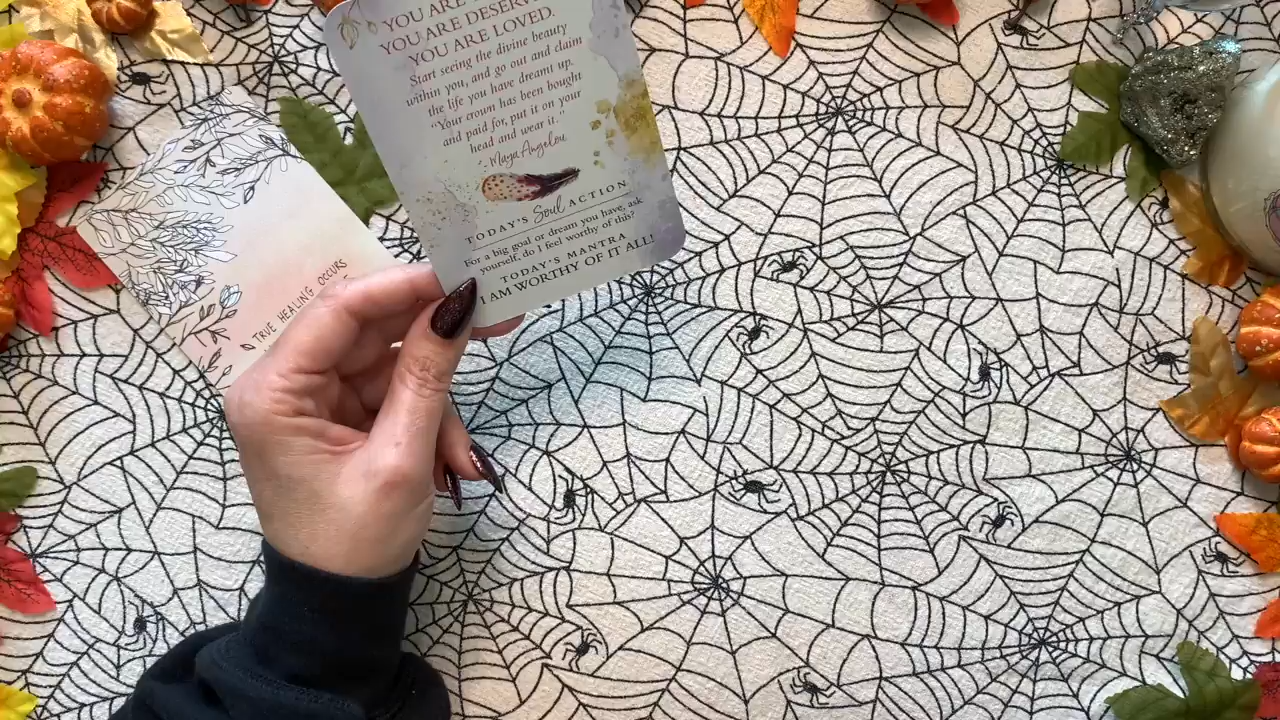 YOU ARE
YOU ARE
YOU ARE LOVED.
Start seeing the divine beauty
within you, and go out and claim
the life you have dreamt up.
"Your crown has been bought
and paid for, put it on your
head and wear it."
- Maya Angelou
TODAY'S Soul ACTION
For a big goal or dream you have, ask
yourself, do I feel worthy of this?
TODAY'S MANTRA
I AM WORTHY OF IT ALL!
TRUE HEALING OCCURS